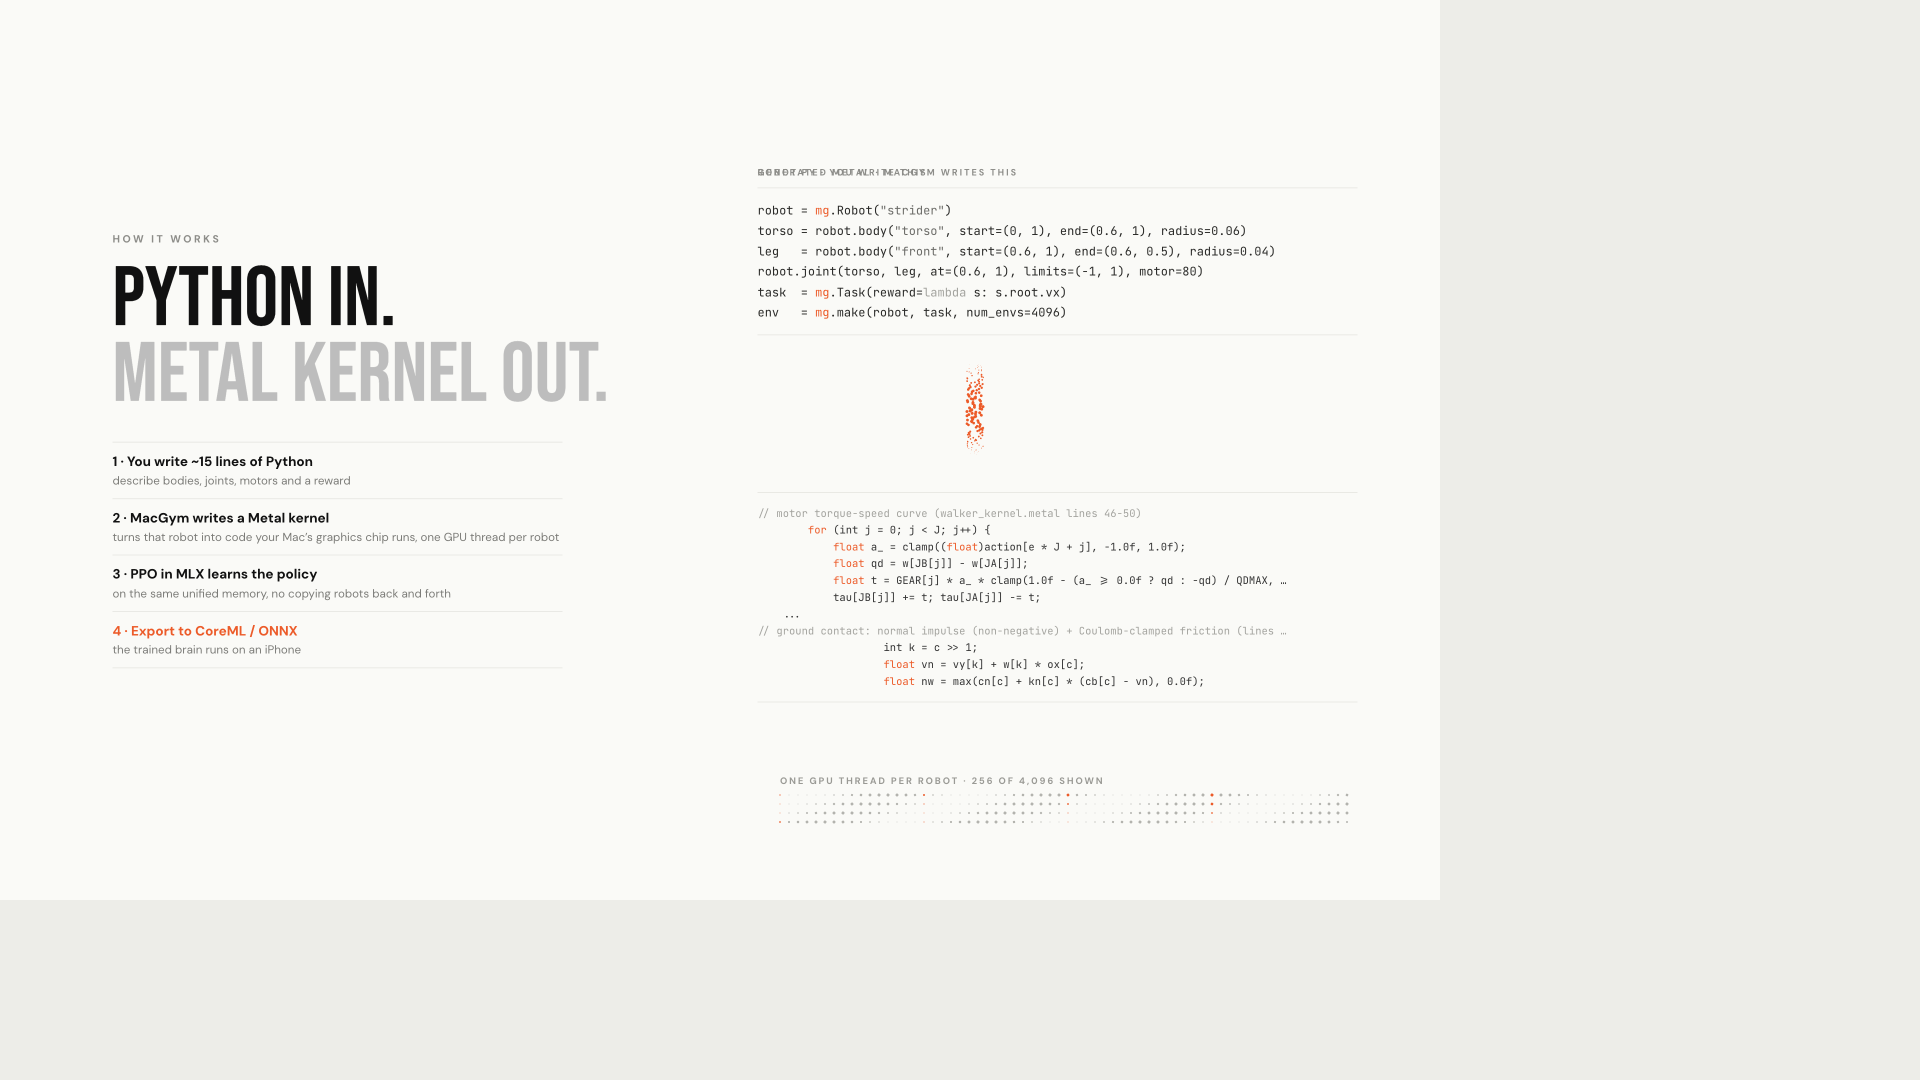 HOW IT WORKS
PYTHON IN.
METAL KERNEL OUT.
1 · You write ~15 lines of Python
describe bodies, joints, motors and a reward
2 · MacGym writes a Metal kernel
turns that robot into code your Mac’s graphics chip runs, one GPU thread per robot
3 · PPO in MLX learns the policy
on the same unified memory, no copying robots back and forth
4 · Export to CoreML / ONNX
the trained brain runs on an iPhone
WRITES THIS
robot = mg.Robot("strider")
torso = robot.body("torso", start=(0, 1), end=(0.6, 1), radius=0.06)
leg   = robot.body("front", start=(0.6, 1), end=(0.6, 0.5), radius=0.04)
robot.joint(torso, leg, at=(0.6, 1), limits=(-1, 1), motor=80)
task  = mg.Task(reward=lambda s: s.root.vx)
env   = mg.make(robot, task, num_envs=4096)
// motor torque-speed curve (walker_kernel.metal lines 46-50)
for (int j = 0; j < J; j++) {
float a_ = clamp((float)action[e * J + j], -1.0f, 1.0f);
float qd = w[JB[j]] - w[JA[j]];
float t = GEAR[j] * a_ * clamp(1.0f - (a_ >= 0.0f ? qd : -qd) / QDMAX, …
tau[JB[j]] += t; tau[JA[j]] -= t;
...
// ground contact: normal impulse (non-negative) + Coulomb-clamped friction (lines …
int k = c >> 1;
float vn = vy[k] + w[k] * ox[c];
float nw = max(cn[c] + kn[c] * (cb[c] - vn), 0.0f);
ONE GPU THREAD PER ROBOT · 256 OF 4,096 SHOWN